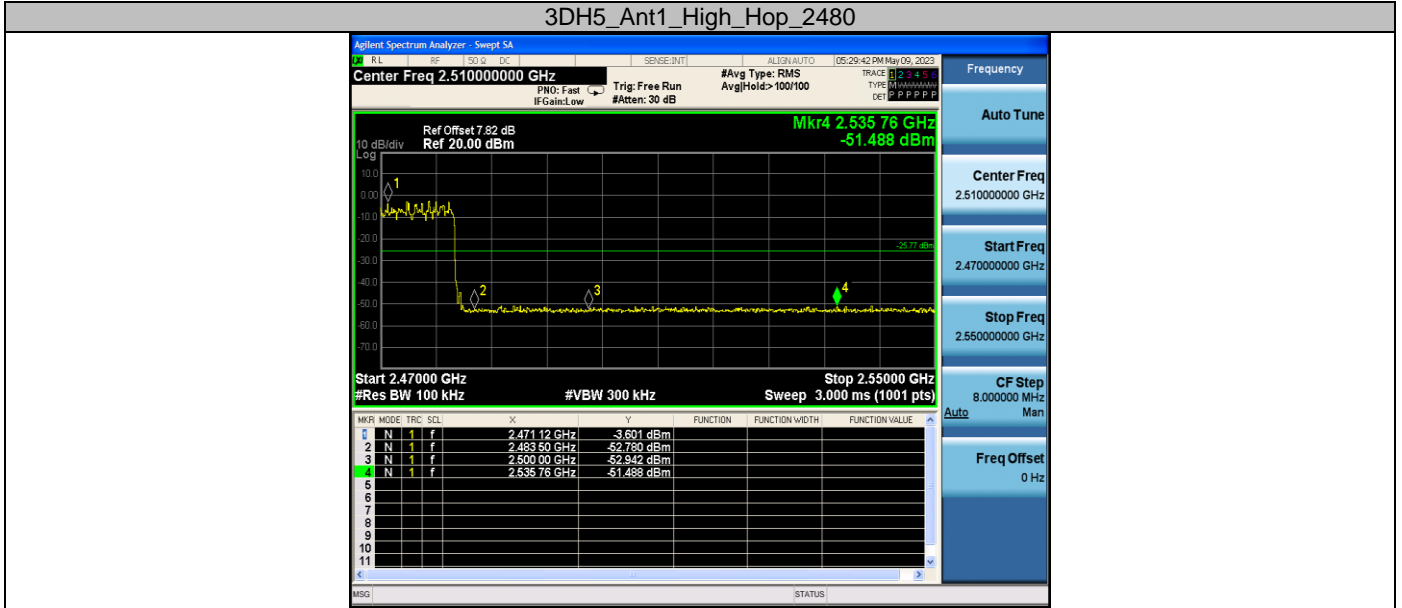 3DH5_Ant1_High_Hop_2480
Agilent Spectrum Analyzer - Swept SA
RL RF 50 Ω DC SENSE:INT ALIGNAUTO 05:29:42 PM May 09, 2023
Center Freq 2.510000000 GHz
PNO: Fast
IFGain:Low
Trig: Free Run
#Atten: 30 dB
#Avg Type: RMS
Avg|Hold:> 100/100
TRACE 1 2 3 4 5 6
TYPE M
DET P P P P P P
Mkr4 2.535 76 GHz
-51.488 dBm
Ref Offset 7.82 dB
10 dB/div Ref 20.00 dBm
Log
10.0
0.00
-10.0
-20.0
-30.0
-40.0
-50.0
-60.0
-70.0
1
2
3
4
-25.77 dBm
Start 2.47000 GHz Stop 2.55000 GHz
#Res BW 100 kHz #VBW 300 kHz Sweep 3.000 ms (1001 pts)
MKR MODE TRC SCL X Y FUNCTION FUNCTION WIDTH FUNCTION VALUE
1 N 1 f 2.471 12 GHz -3.601 dBm
2 N 1 f 2.483 50 GHz -52.780 dBm
3 N 1 f 2.500 00 GHz -52.942 dBm
4 N 1 f 2.535 76 GHz -51.488 dBm
5
6
7
8
9
10
11
MSG STATUS
Frequency
Auto Tune
Center Freq
2.510000000 GHz
Start Freq
2.470000000 GHz
Stop Freq
2.550000000 GHz
CF Step
8.000000 MHz
Auto Man
Freq Offset
0 Hz